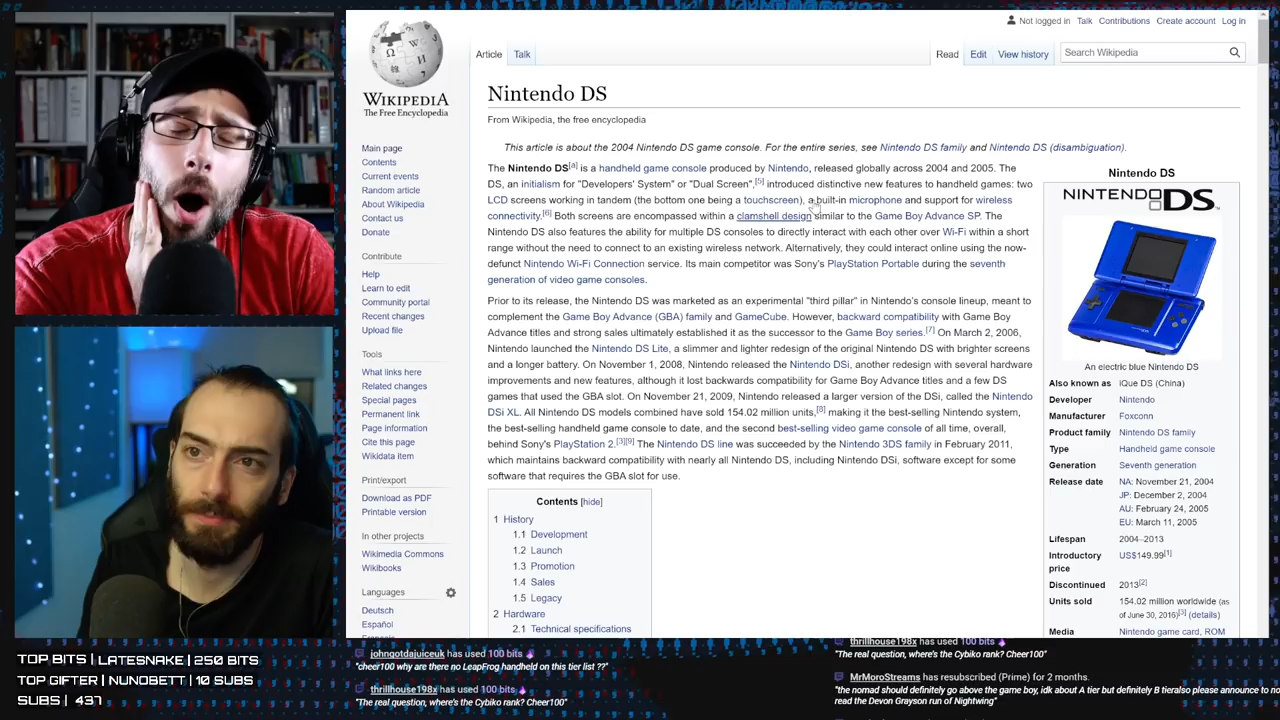 WIKIPEDIA
The Free Encyclopedia
Main page
Contents
Current events
Random article
About Wikipedia
Contact us
Donate
Contribute
Help
Learn to edit
Community portal
Recent changes
Upload file
Tools
What links here
Related changes
Special pages
Permanent link
Page information
Cite this page
Wikidata item
Print/export
Download as PDF
Printable version
In other projects
Wikimedia Commons
Wikibooks
Languages
Deutsch
Español
Not logged in Talk Contributions Create account Log in
Article Talk Read Edit View history Search Wikipedia
Nintendo DS
From Wikipedia, the free encyclopedia
This article is about the 2004 Nintendo DS game console. For the entire series, see Nintendo DS family and Nintendo DS (disambiguation).
The Nintendo DS[a] is a handheld game console produced by Nintendo, released globally across 2004 and 2005. The
DS, an initialism for "Developers' System" or "Dual Screen",[5] introduced distinctive new features to handheld games: two
LCD screens working in tandem (the bottom one being a touchscreen), a built-in microphone and support for wireless
connectivity.[6] Both screens are encompassed within a clamshell design similar to the Game Boy Advance SP. The
Nintendo DS also features the ability for multiple DS consoles to directly interact with each other over Wi-Fi within a short
range without the need to connect to an existing wireless network. Alternatively, they could interact online using the now-
defunct Nintendo Wi-Fi Connection service. Its main competitor was Sony's PlayStation Portable during the seventh
generation of video game consoles.
Prior to its release, the Nintendo DS was marketed as an experimental "third pillar" in Nintendo's console lineup, meant to
complement the Game Boy Advance (GBA) family and GameCube. However, backward compatibility with Game Boy
Advance titles and strong sales ultimately established it as the successor to the Game Boy series.[7] On March 2, 2006,
Nintendo launched the Nintendo DS Lite, a slimmer and lighter redesign of the original Nintendo DS with brighter screens
and a longer battery. On November 1, 2008, Nintendo released the Nintendo DSi, another redesign with several hardware
improvements and new features, although it lost backwards compatibility for Game Boy Advance titles and a few DS
games that used the GBA slot. On November 21, 2009, Nintendo released a larger version of the DSi, called the Nintendo
DSi XL. All Nintendo DS models combined have sold 154.02 million units,[8] making it the best-selling Nintendo system,
the best-selling handheld game console to date, and the second best-selling video game console of all time, overall,
behind Sony's PlayStation 2.[3][9] The Nintendo DS line was succeeded by the Nintendo 3DS family in February 2011,
which maintains backward compatibility with nearly all Nintendo DS, including Nintendo DSi, software except for some
software that requires the GBA slot for use.
Contents [hide]
1 History
1.1 Development
1.2 Launch
1.3 Promotion
1.4 Sales
1.5 Legacy
2 Hardware
2.1 Technical specifications
Nintendo DS
NINTENDO DS
An electric blue Nintendo DS
Also known as iQue DS (China)
Developer Nintendo
Manufacturer Foxconn
Product family Nintendo DS family
Type Handheld game console
Generation Seventh generation
Release date NA: November 21, 2004
JP: December 2, 2004
AU: February 24, 2005
EU: March 11, 2005
Lifespan 2004–2013
Introductory price US$149.99[1]
Discontinued 2013[2]
Units sold 154.02 million worldwide (as
of June 30, 2016)[3] (details)
Media Nintendo game card, ROM
TOP BITS | LATESNAKE | 250 BITS
TOP GIFTER | NUNOBETT | 10 SUBS
SUBS | 437
johngotdajuiceuk has used 100 bits
"cheer100 why are there no LeapFrog handheld on this tier list ??"
thrillhouse198x has used 100 bits
"The real question, where's the Cybiko rank? Cheer100"
thrillhouse198x has used 100 bits
"The real question, where's the Cybiko rank? Cheer100"
MrMoroStreams has resubscribed (Prime) for 2 months.
"the nomad should definitely go above the game boy, idk about A tier but definitely B tieralso please announce to
read the Devon Grayson run of Nightwing"